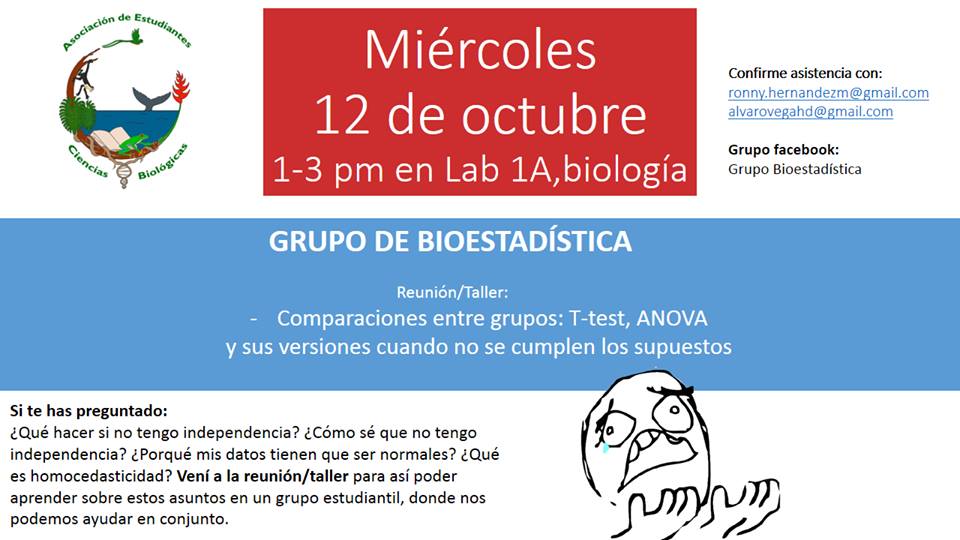 Asociación de Estudiantes
Ciencias Biológicas
Miércoles
12 de octubre
1-3 pm en Lab 1A,biología
Confirme asistencia con:
ronny.hernandezm@gmail.com
alvarovegahd@gmail.com
Grupo facebook:
Grupo Bioestadística
GRUPO DE BIOESTADÍSTICA
Reunión/Taller:
- Comparaciones entre grupos: T-test, ANOVA
y sus versiones cuando no se cumplen los supuestos
Si te has preguntado:
¿Qué hacer si no tengo independencia? ¿Cómo sé que no tengo
independencia? ¿Porqué mis datos tienen que ser normales? ¿Qué
es homocedasticidad? Vení a la reunión/taller para así poder
aprender sobre estos asuntos en un grupo estudiantil, donde nos
podemos ayudar en conjunto.